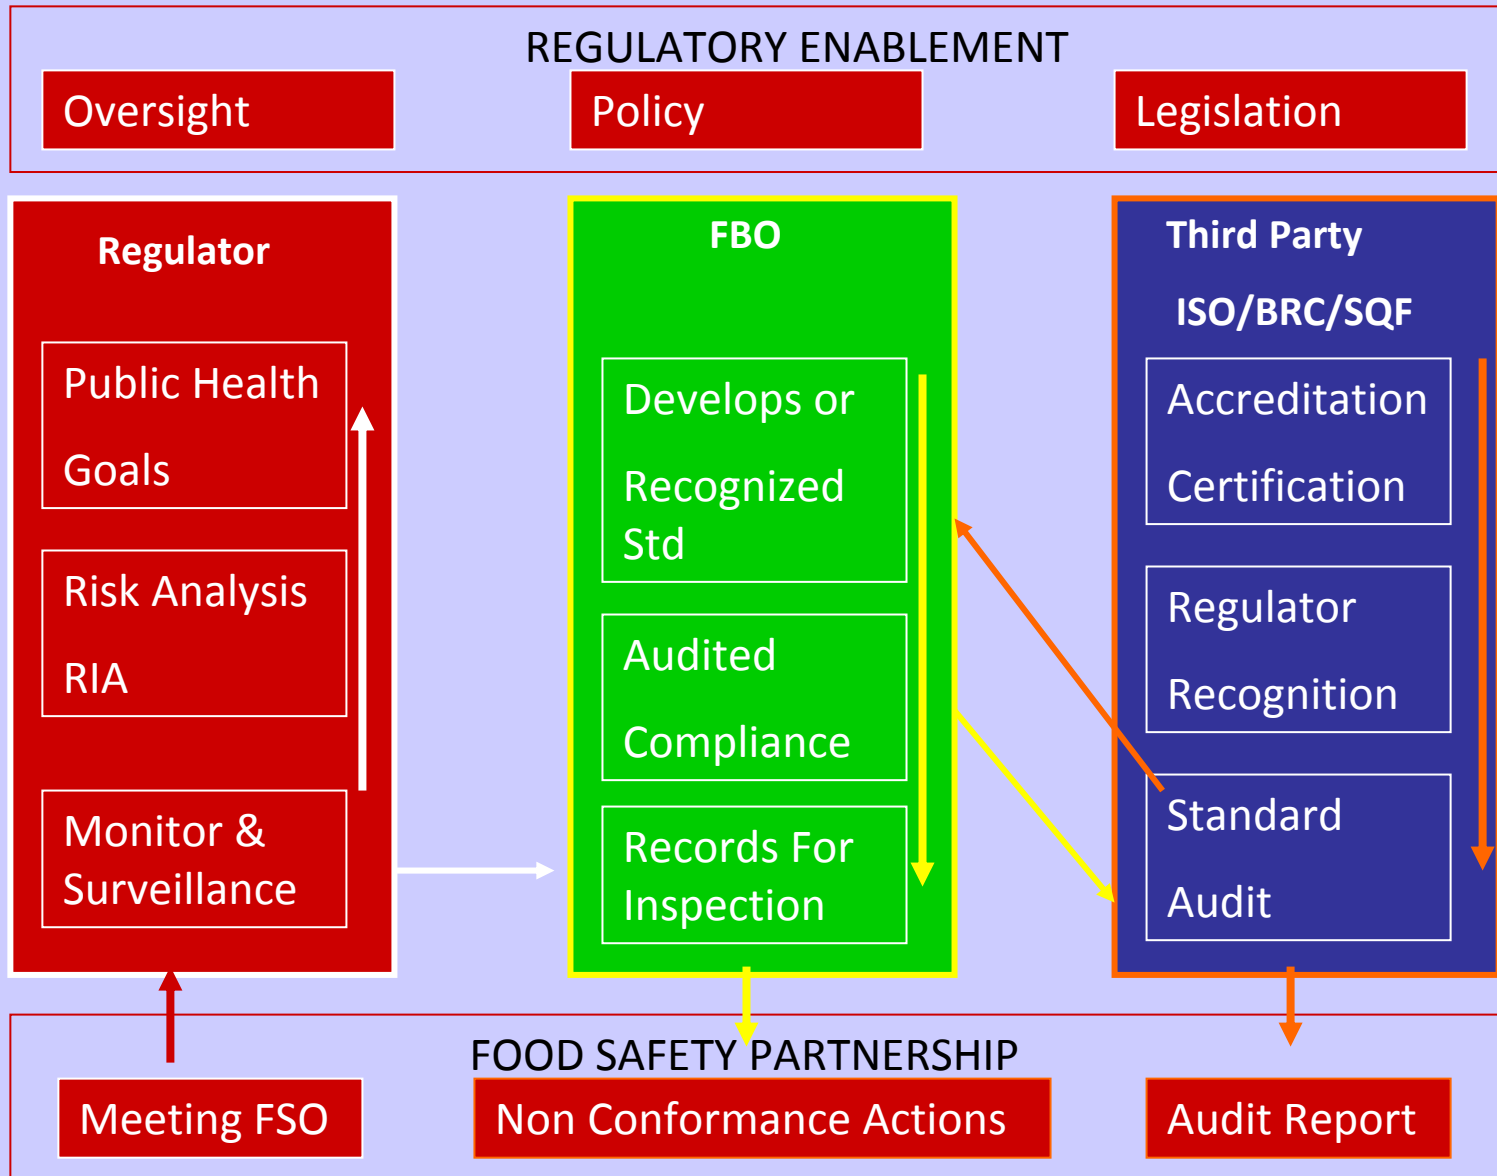 REGULATORY ENABLEMENT
Oversight
Policy
Legislation
Regulator
Public Health
Goals
Risk Analysis
RIA
Monitor &
Surveillance
FBO
Develops or
Recognized
Std
Audited
Compliance
Records For
Inspection
Third Party
ISO/BRC/SQF
Accreditation
Certification
Regulator
Recognition
Standard
Audit
FOOD SAFETY PARTNERSHIP
Meeting FSO
Non Conformance Actions
Audit Report